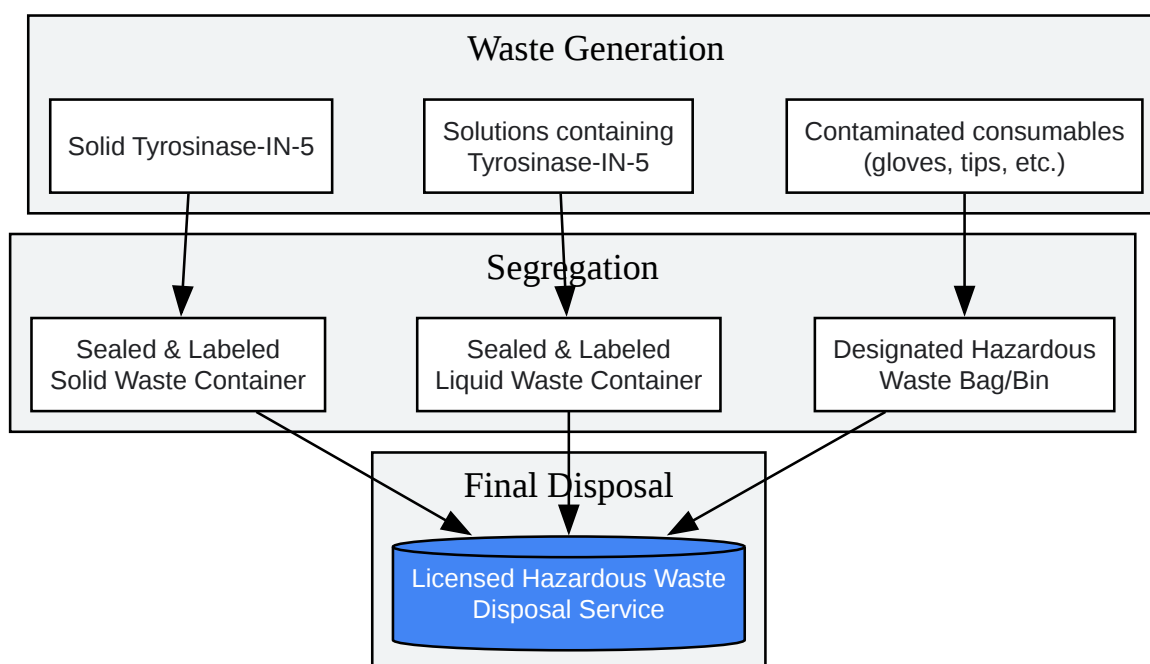 Waste Generation
Solid Tyrosinase-IN-5
Solutions containing
Tyrosinase-IN-5
Contaminated consumables
(gloves, tips, etc.)
Segregation
Sealed & Labeled
Solid Waste Container
Sealed & Labeled
Liquid Waste Container
Designated Hazardous
Waste Bag/Bin
Final Disposal
Licensed Hazardous Waste
Disposal Service